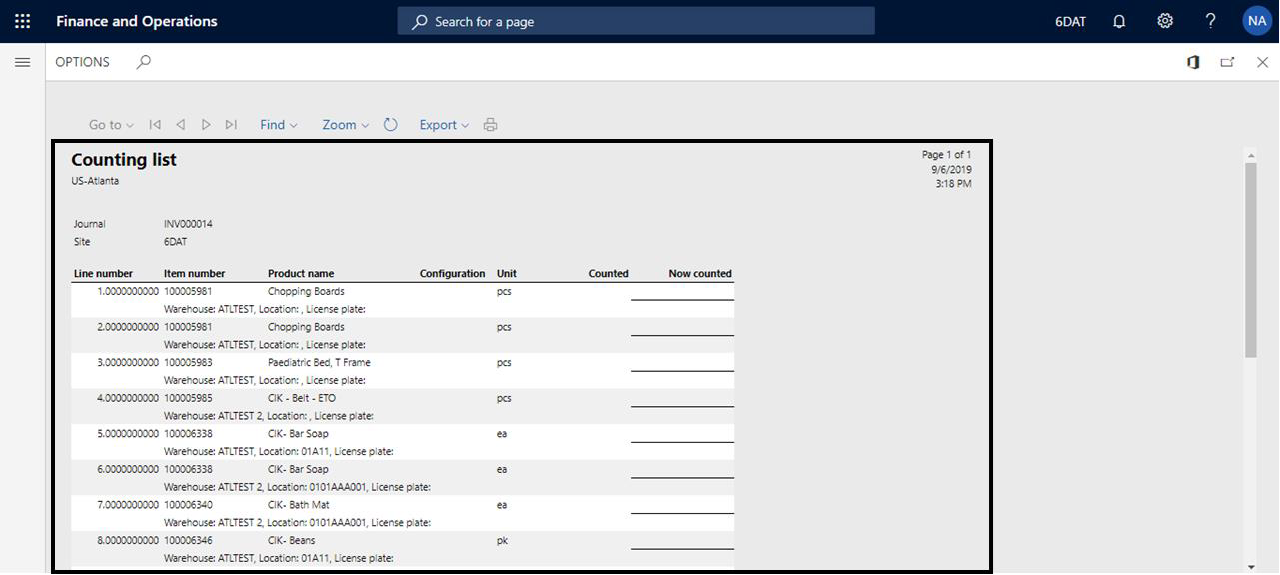 Finance and Operations Search for a page 6DAT ? NA
OPTIONS
Go to Find Zoom Export
Counting list Page 1 of 1
US-Atlanta 9/6/2019
3:18 PM
Journal INV000014
Site 6DAT
Line number Item number Product name Configuration Unit Counted Now counted
1.0000000000 100005981 Chopping Boards pcs
Warehouse: ATLTEST, Location: , License plate:
2.0000000000 100005981 Chopping Boards pcs
Warehouse: ATLTEST, Location: , License plate:
3.0000000000 100005983 Paediatric Bed, T Frame pcs
Warehouse: ATLTEST, Location: , License plate:
4.0000000000 100005985 CIK - Belt - ETO pcs
Warehouse: ATLTEST 2, Location: , License plate:
5.0000000000 100006338 CIK- Bar Soap ea
Warehouse: ATLTEST, Location: 01A11, License plate:
6.0000000000 100006338 CIK- Bar Soap ea
Warehouse: ATLTEST 2, Location: 0101AAA001, License plate:
7.0000000000 100006340 CIK- Bath Mat ea
Warehouse: ATLTEST 2, Location: 0101AAA001, License plate:
8.0000000000 100006346 CIK- Beans pk
Warehouse: ATLTEST, Location: 01A11, License plate: